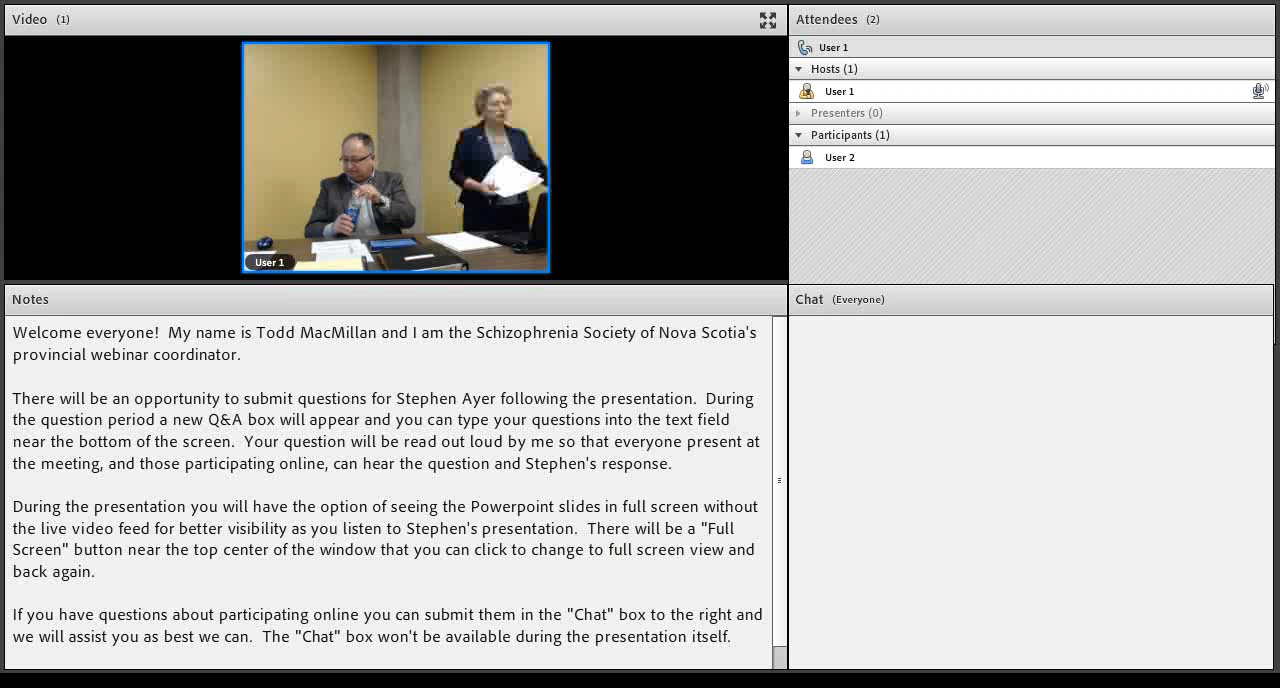 Video (1)
User 1
Attendees (2)
User 1
Hosts (1)
User 1
Presenters (0)
Participants (1)
User 2
Notes
Welcome everyone!  My name is Todd MacMillan and I am the Schizophrenia Society of Nova Scotia's
provincial webinar coordinator.
There will be an opportunity to submit questions for Stephen Ayer following the presentation.  During
the question period a new Q&A box will appear and you can type your questions into the text field
near the bottom of the screen.  Your question will be read out loud by me so that everyone present at
the meeting, and those participating online, can hear the question and Stephen's response.
During the presentation you will have the option of seeing the Powerpoint slides in full screen without
the live video feed for better visibility as you listen to Stephen's presentation.  There will be a "Full
Screen" button near the top center of the window that you can click to change to full screen view and
back again.
If you have questions about participating online you can submit them in the "Chat" box to the right and
we will assist you as best we can.  The "Chat" box won't be available during the presentation itself.
Chat (Everyone)